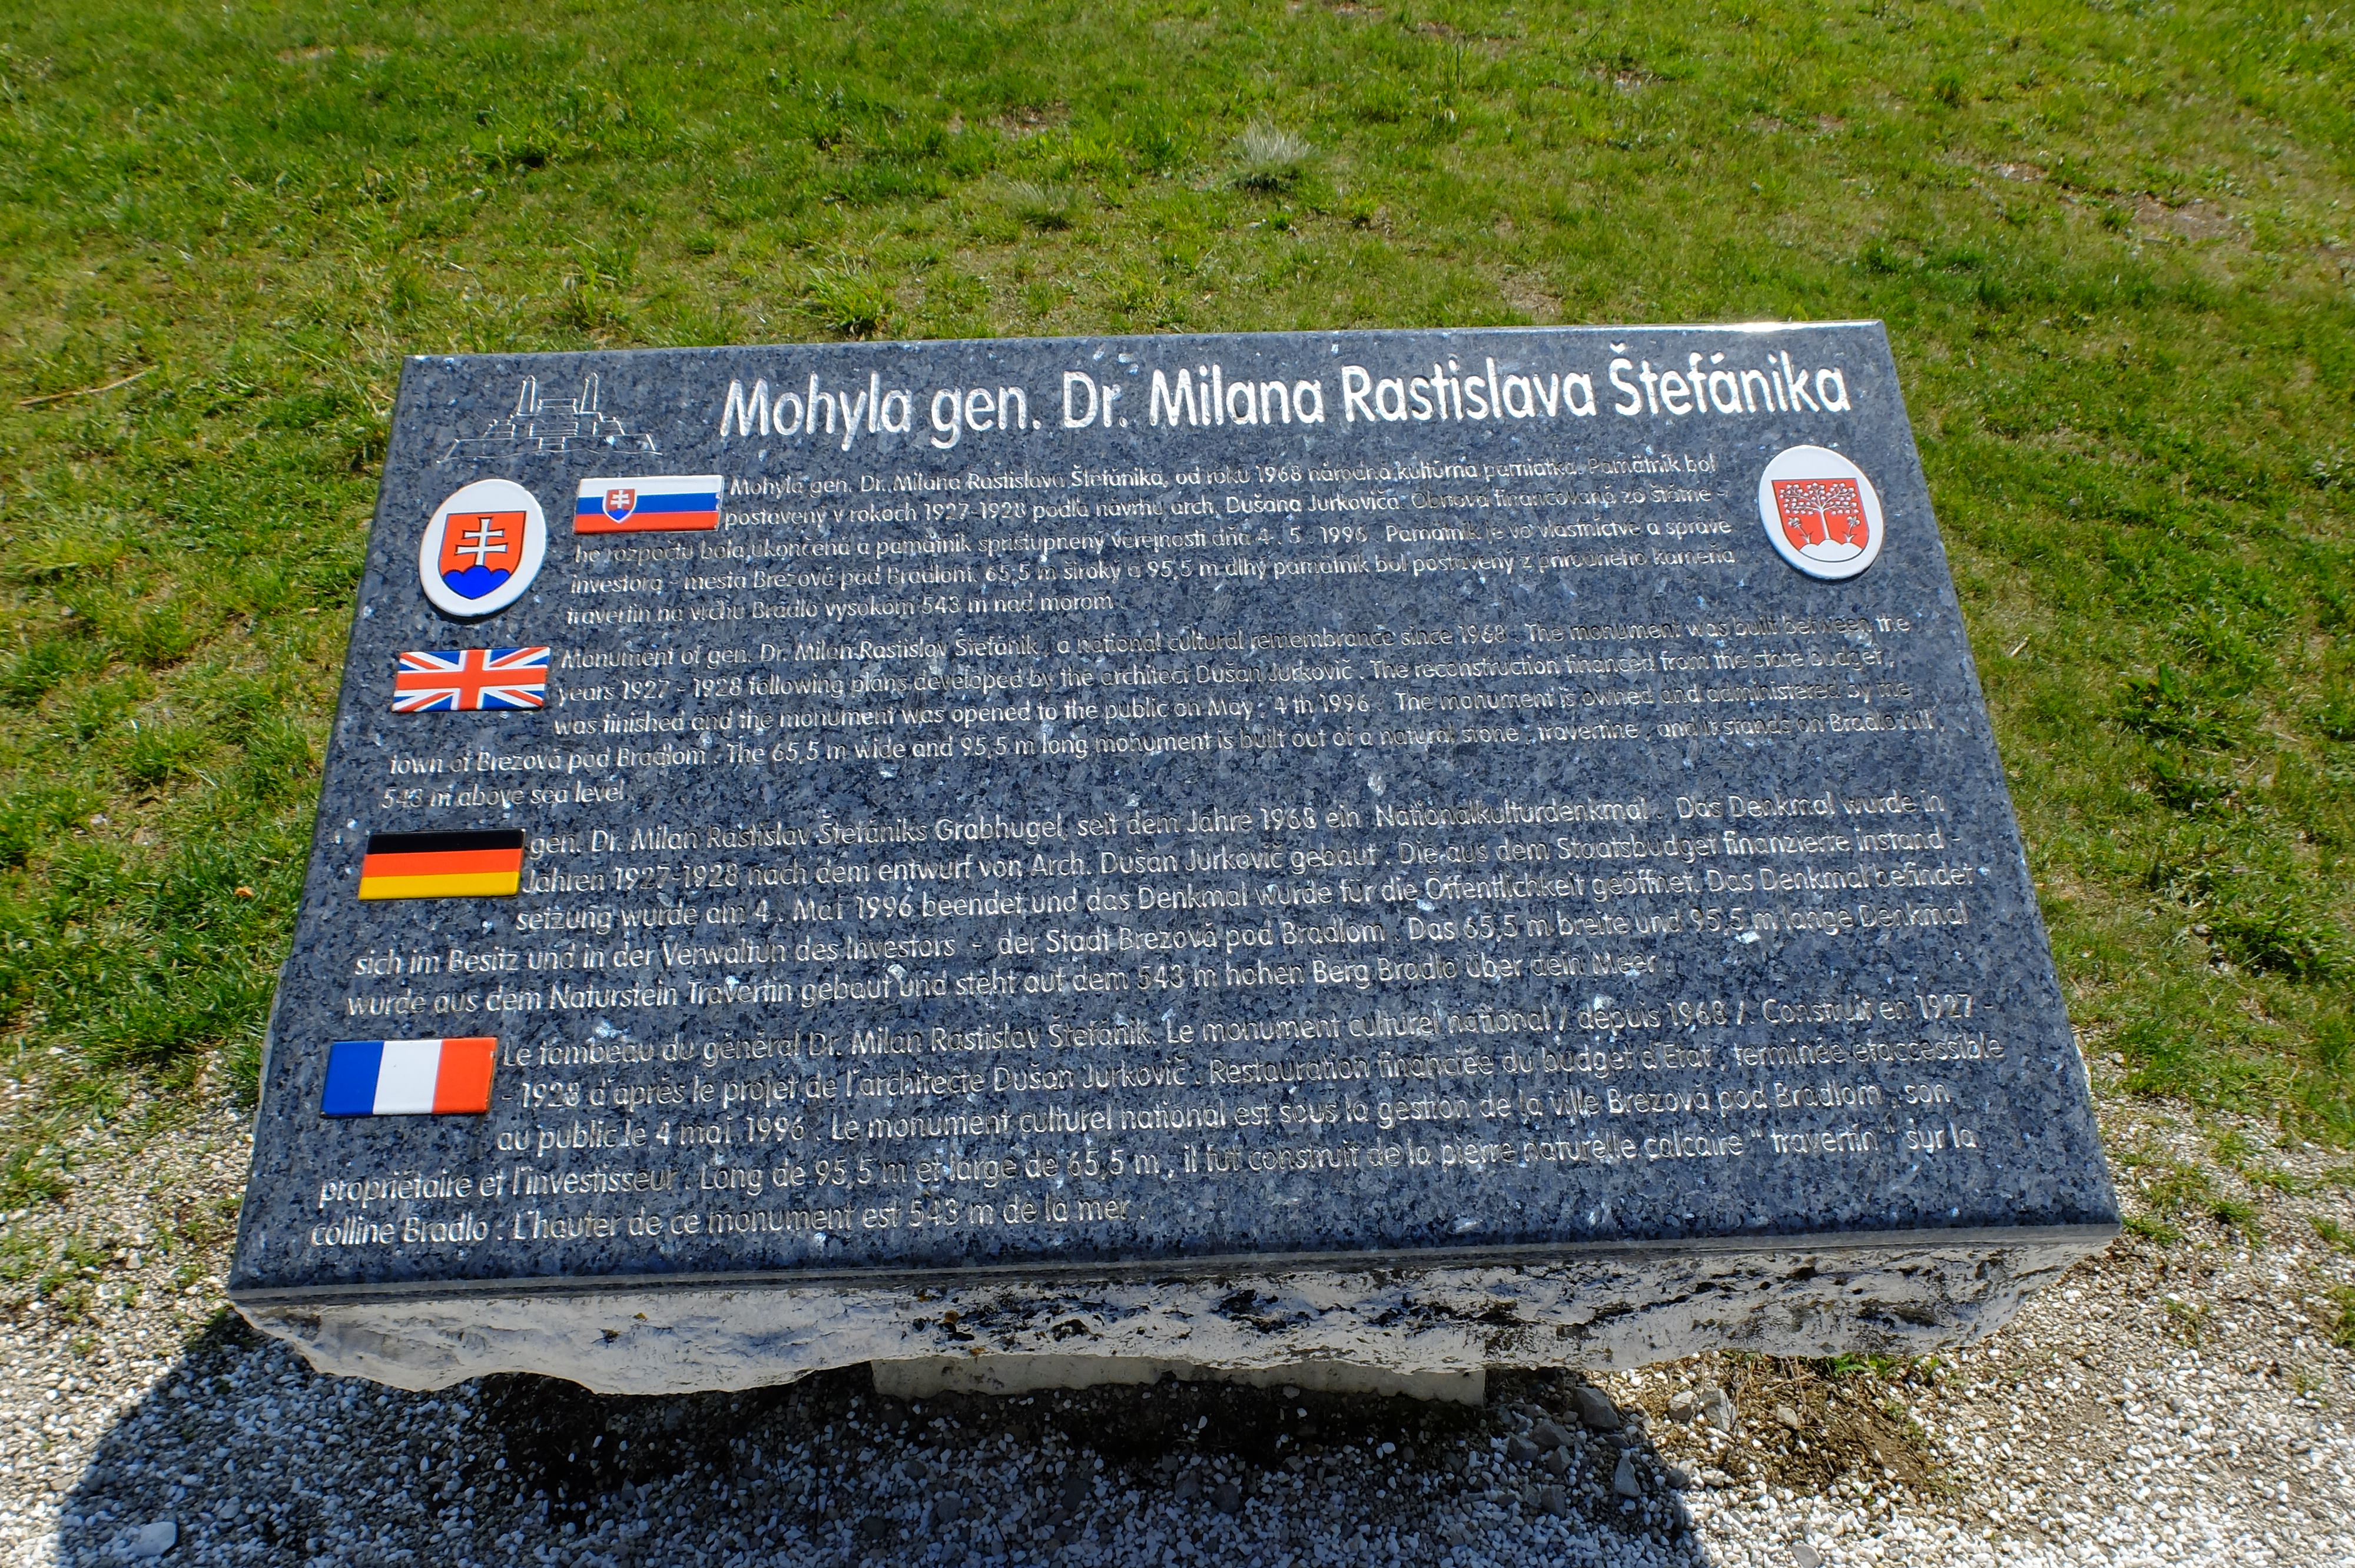 Mohyla gen. Dr. Milana Rastislava Štefánika
Mohyla gen. Dr. Milana Rastislava Štefánika, od roku 1968 národná kultúrna pamiatka. Pamätník bol
postavený v rokoch 1927-1928 podľa návrhu arch. Dušana Jurkoviča. Obnova financovaná zo štátne -
ho rozpočtu bola ukončená a pamätník sprístupnený verejnosti dňa 4. 5. 1996. Pamätník je vo vlastníctve a správe
investora - mesta Brezová pod Bradlom. 65,5 m široký a 95,5 m dlhý pamätník bol postavený z prírodného kameňa
travertín na vrchu Bradlo vysokom 543 m nad morom.
Monument of gen. Dr. Milan Rastislav Štefánik, a national cultural remembrance since 1968. The monument was built between the
years 1927 - 1928 following plans developed by the architect Dušan Jurkovič. The reconstruction financed from the state budget,
was finished and the monument was opened to the public on May, 4 th 1996. The monument is owned and administered by the
town of Brezová pod Bradlom. The 65,5 m wide and 95,5 m long monument is built out of a natural stone, travertine, and it stands on Bradlo hill,
543 m above sea level.
gen. Dr. Milan Rastislav Štefániks Grabhugel, seit dem Jahre 1968 ein Nationalkulturdenkmal. Das Denkmal wurde in
Jahren 1927-1928 nach dem entwurf von Arch. Dušan Jurkovič gebaut. Die aus dem Staatsbudget finanzierte instand -
setzung wurde am 4. Mai 1996 beendet und das Denkmal wurde für die Öffentlichkeit geöffnet. Das Denkmal befindet
sich im Besitz und in der Verwaltun des Investors - der Stadt Brezová pod Bradlom. Das 65,5 m breite und 95,5 m lange Denkmal
wurde aus dem Naturstein Travertin gebaut und steht auf dem 543 m hohen Berg Bradlo über dein Meer.
Le tombeau du général Dr. Milan Rastislav Štefánik. Le monument culturel national / depuis 1968 /. Construit en 1927 -
- 1928 d'après le projet de l'architecte Dušan Jurkovič. Restauration financiée du budget d'Etat, terminée etaccessible
au public le 4 mai 1996. Le monument culturel national est sous la gestion de la ville Brezová pod Bradlom, son
propriétaire et l'investisseur. Long de 95,5 m et large de 65,5 m, il fut construit de la pierre naturelle calcaire " travertin " sur la
colline Bradlo. L'hauter de ce monument est 543 m de la mer.